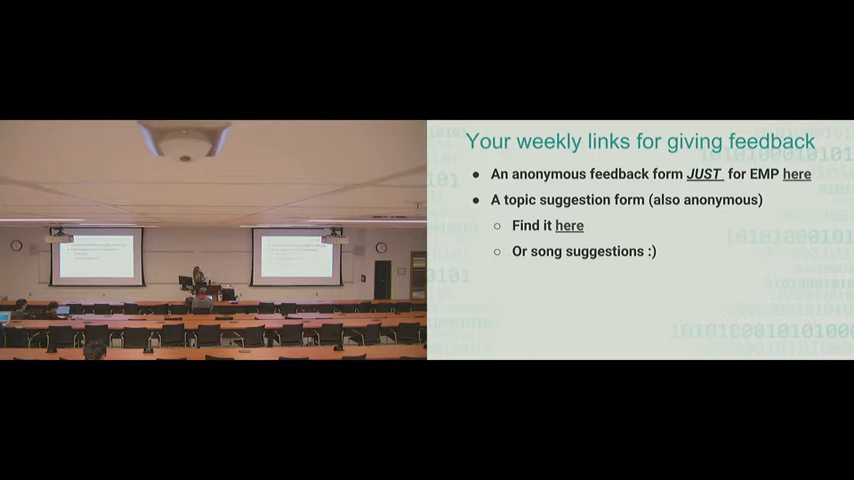 Your weekly links for giving feedback
● An anonymous feedback form JUST for EMP here
● A topic suggestion form (also anonymous)
○ Find it here
○ Or song suggestions :)